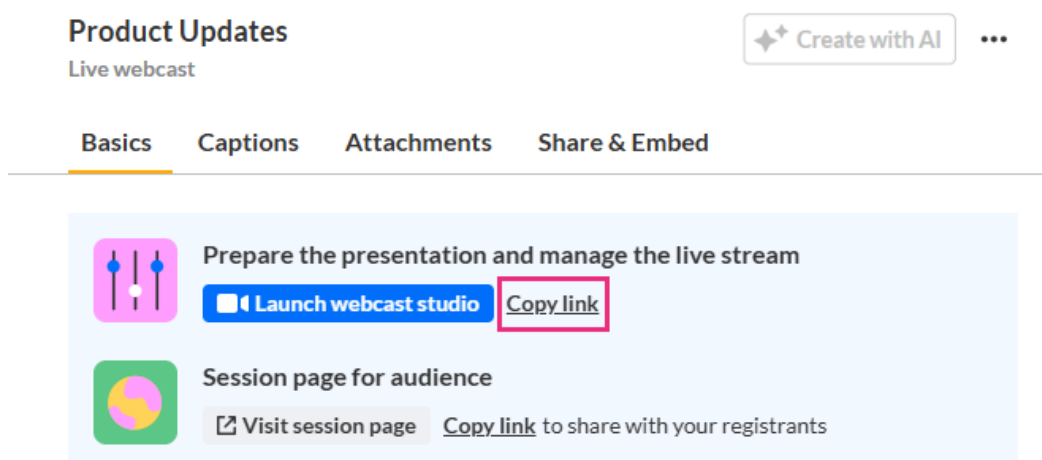 Product Updates
Create with AI
Live webcast
Basics Captions Attachments Share & Embed
Prepare the presentation and manage the live stream
Launch webcast studio Copy link
Session page for audience
Visit session page Copy link to share with your registrants